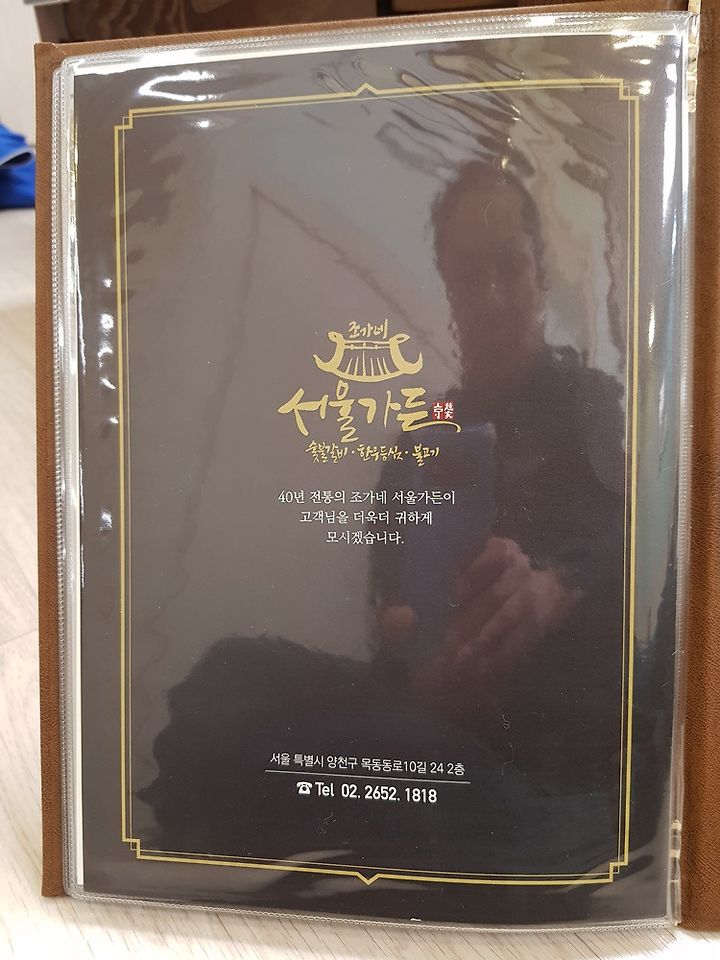 조가네
서울가든
숯불갈비·한우등심·불고기
40년 전통의 조가네 서울가든이
고객님을 더욱더 귀하게
모시겠습니다.
서울 특별시 양천구 목동동로10길 24 2층
☎Tel 02. 2652. 1818